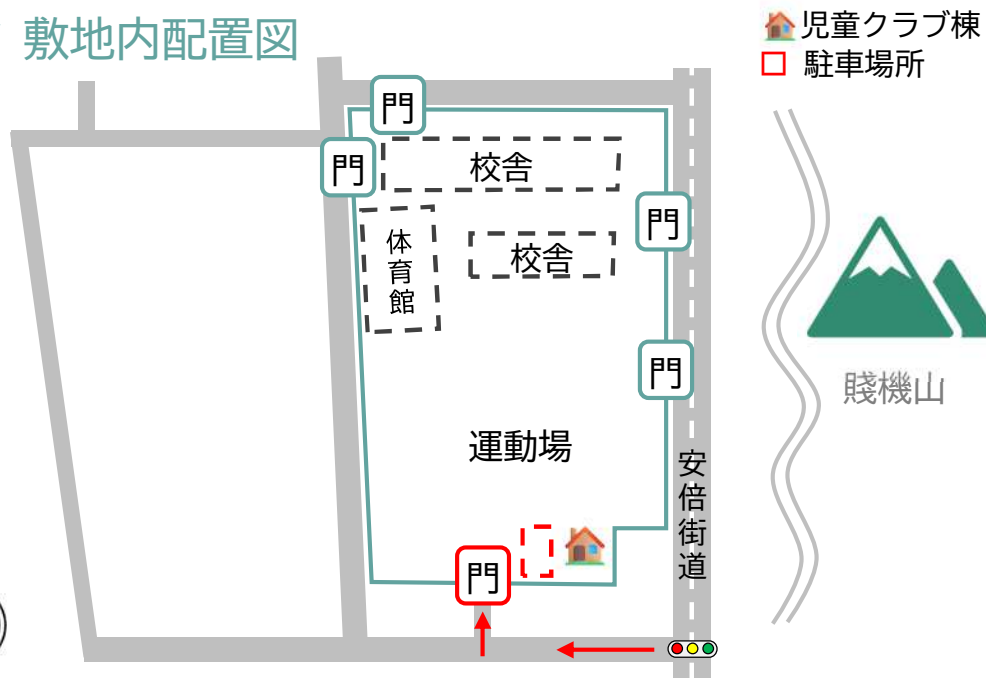 敷地内配置図
児童クラブ棟
駐車場所
門
門
校舎
門
体育館
校舎
門
賤機山
運動場
安倍街道
門